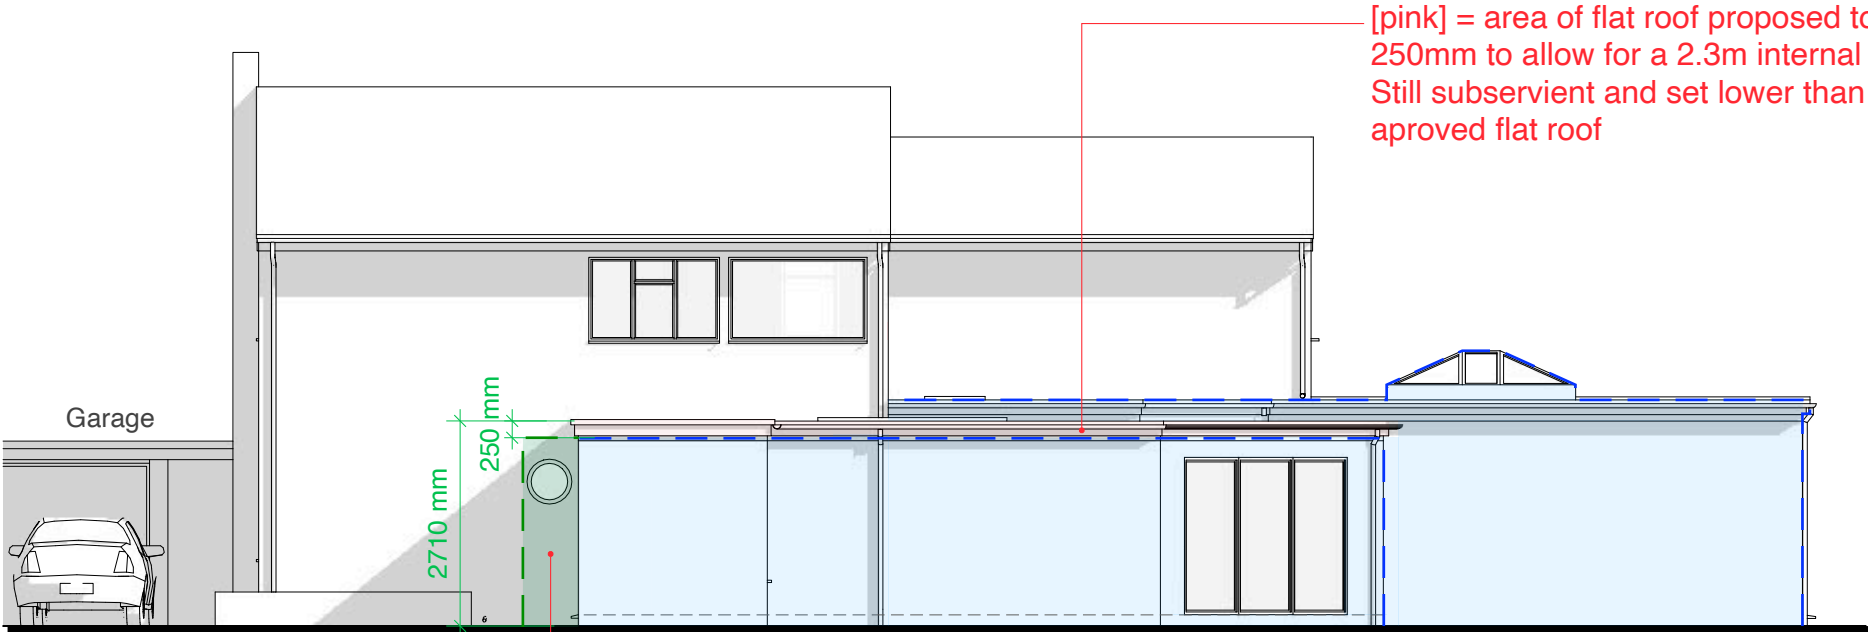 [pink] = area of flat roof proposed to
250mm to allow for a 2.3m internal
Still subservient and set lower than
aproved flat roof
Garage
250 mm
2710 mm